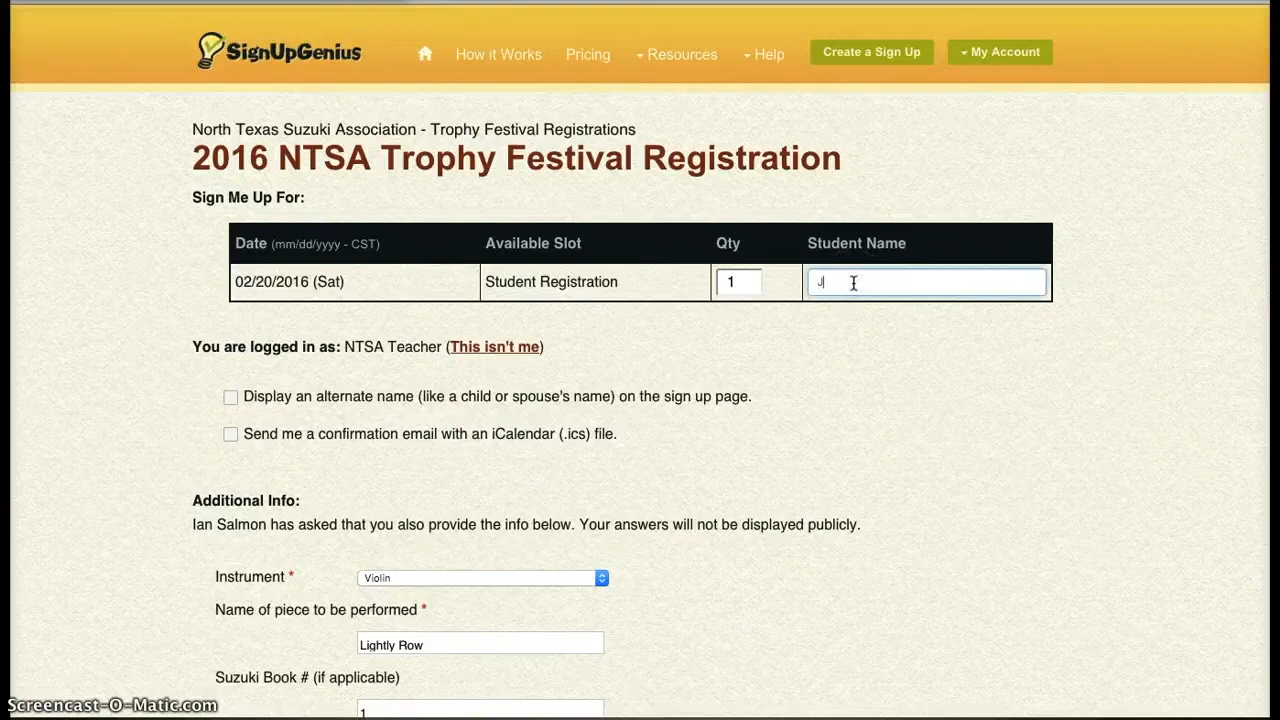 SignUpGenius
How it Works Pricing Resources Help Create a Sign Up My Account
North Texas Suzuki Association - Trophy Festival Registrations
2016 NTSA Trophy Festival Registration
Sign Me Up For:
Date (mm/dd/yyyy - CST) Available Slot Qty Student Name
02/20/2016 (Sat) Student Registration 1 J
You are logged in as: NTSA Teacher (This isn't me)
Display an alternate name (like a child or spouse's name) on the sign up page.
Send me a confirmation email with an iCalendar (.ics) file.
Additional Info:
Ian Salmon has asked that you also provide the info below. Your answers will not be displayed publicly.
Instrument * Violin
Name of piece to be performed *
Lightly Row
Suzuki Book # (if applicable)
1
Screencast-O-Matic.com